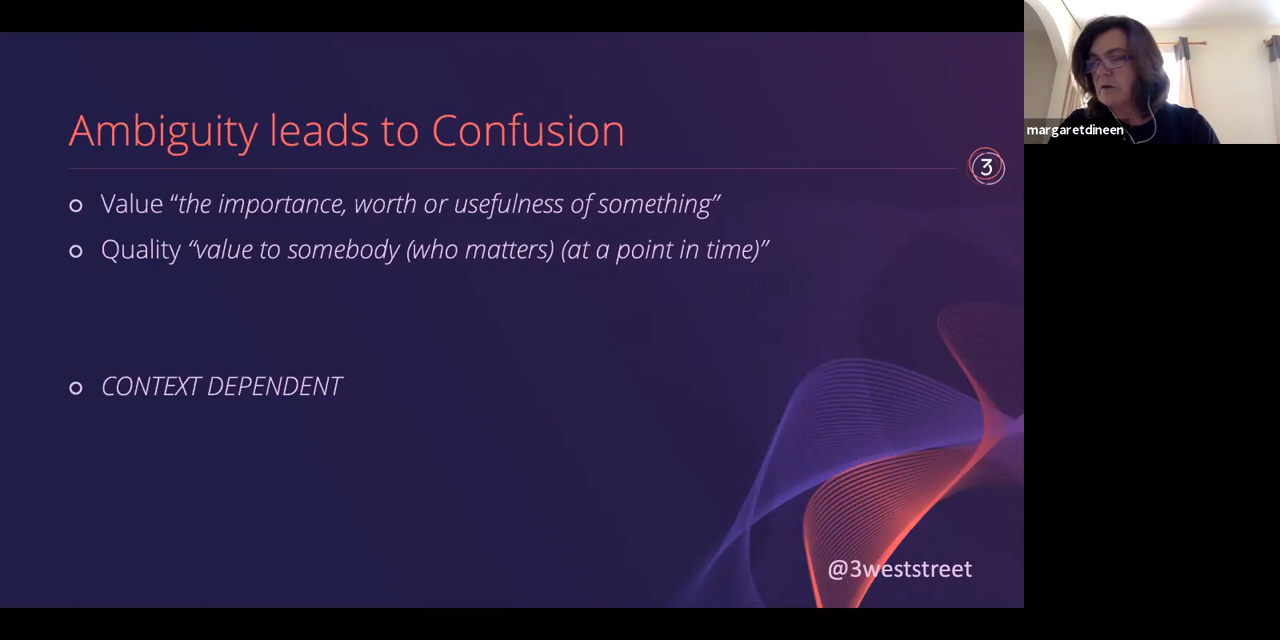 Ambiguity leads to Confusion
3
Value “the importance, worth or usefulness of something”
Quality “value to somebody (who matters) (at a point in time)”
CONTEXT DEPENDENT
@3weststreet
margaretdineen